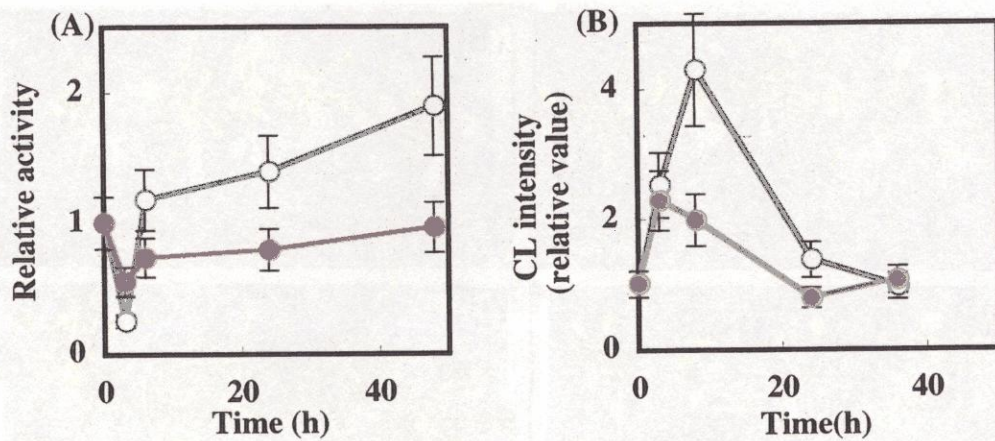 (A)
Relative activity
2
1
0
0
20
40
Time (h)
(B)
CL intensity
(relative value)
4
2
0
0
20
40
Time(h)